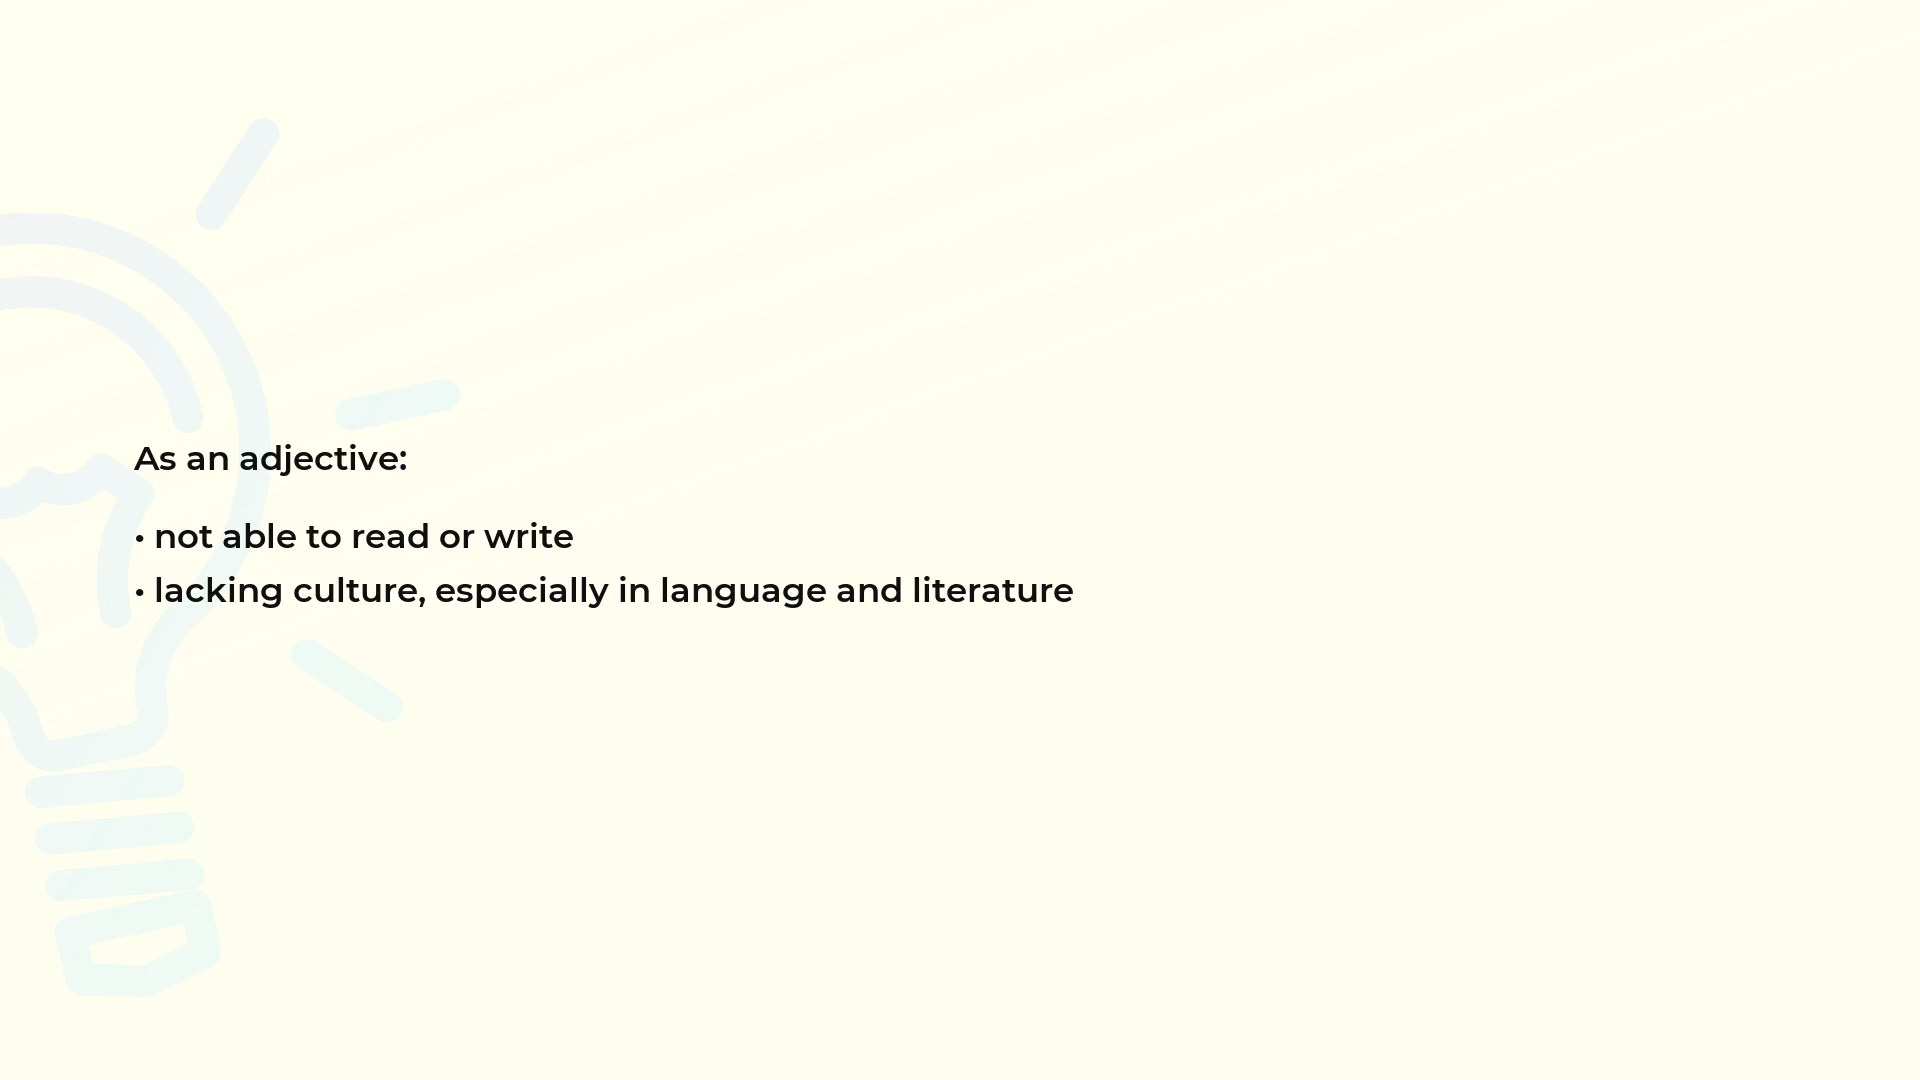 As an adjective:
• not able to read or write
• lacking culture, especially in language and literature